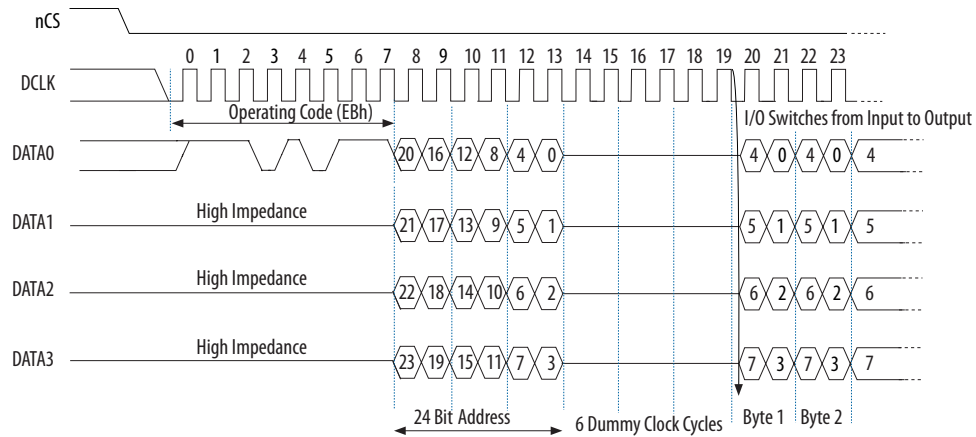 nCS
0 1 2 3 4 5 6 7 8 9 10 11 12 13 14 15 16 17 18 19 20 21 22 23
DCLK
Operating Code (EBh)
I/O Switches from Input to Output
DATA0 20 16 12 8 4 0 4 0 4 0 4
DATA1 High Impedance 21 17 13 9 5 1 5 1 5 1 5
DATA2 High Impedance 22 18 14 10 6 2 6 2 6 2 6
DATA3 High Impedance 23 19 15 11 7 3 7 3 7 3 7
24 Bit Address 6 Dummy Clock Cycles Byte 1 Byte 2